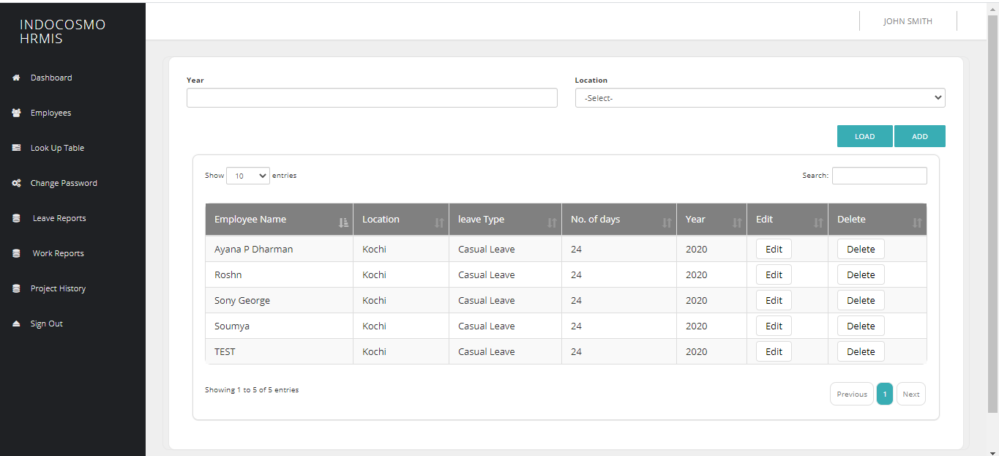 INDOCOSMO
HRMIS
JOHN SMITH
Dashboard
Employees
Look Up Table
Change Password
Leave Reports
Work Reports
Project History
Sign Out
Year Location
-Select-
LOAD ADD
Show 10 entries Search:
Employee Name Location leave Type No. of days Year Edit Delete
Ayana P Dharman Kochi Casual Leave 24 2020 Edit Delete
Roshn Kochi Casual Leave 24 2020 Edit Delete
Sony George Kochi Casual Leave 24 2020 Edit Delete
Soumya Kochi Casual Leave 24 2020 Edit Delete
TEST Kochi Casual Leave 24 2020 Edit Delete
Showing 1 to 5 of 5 entries Previous 1 Next